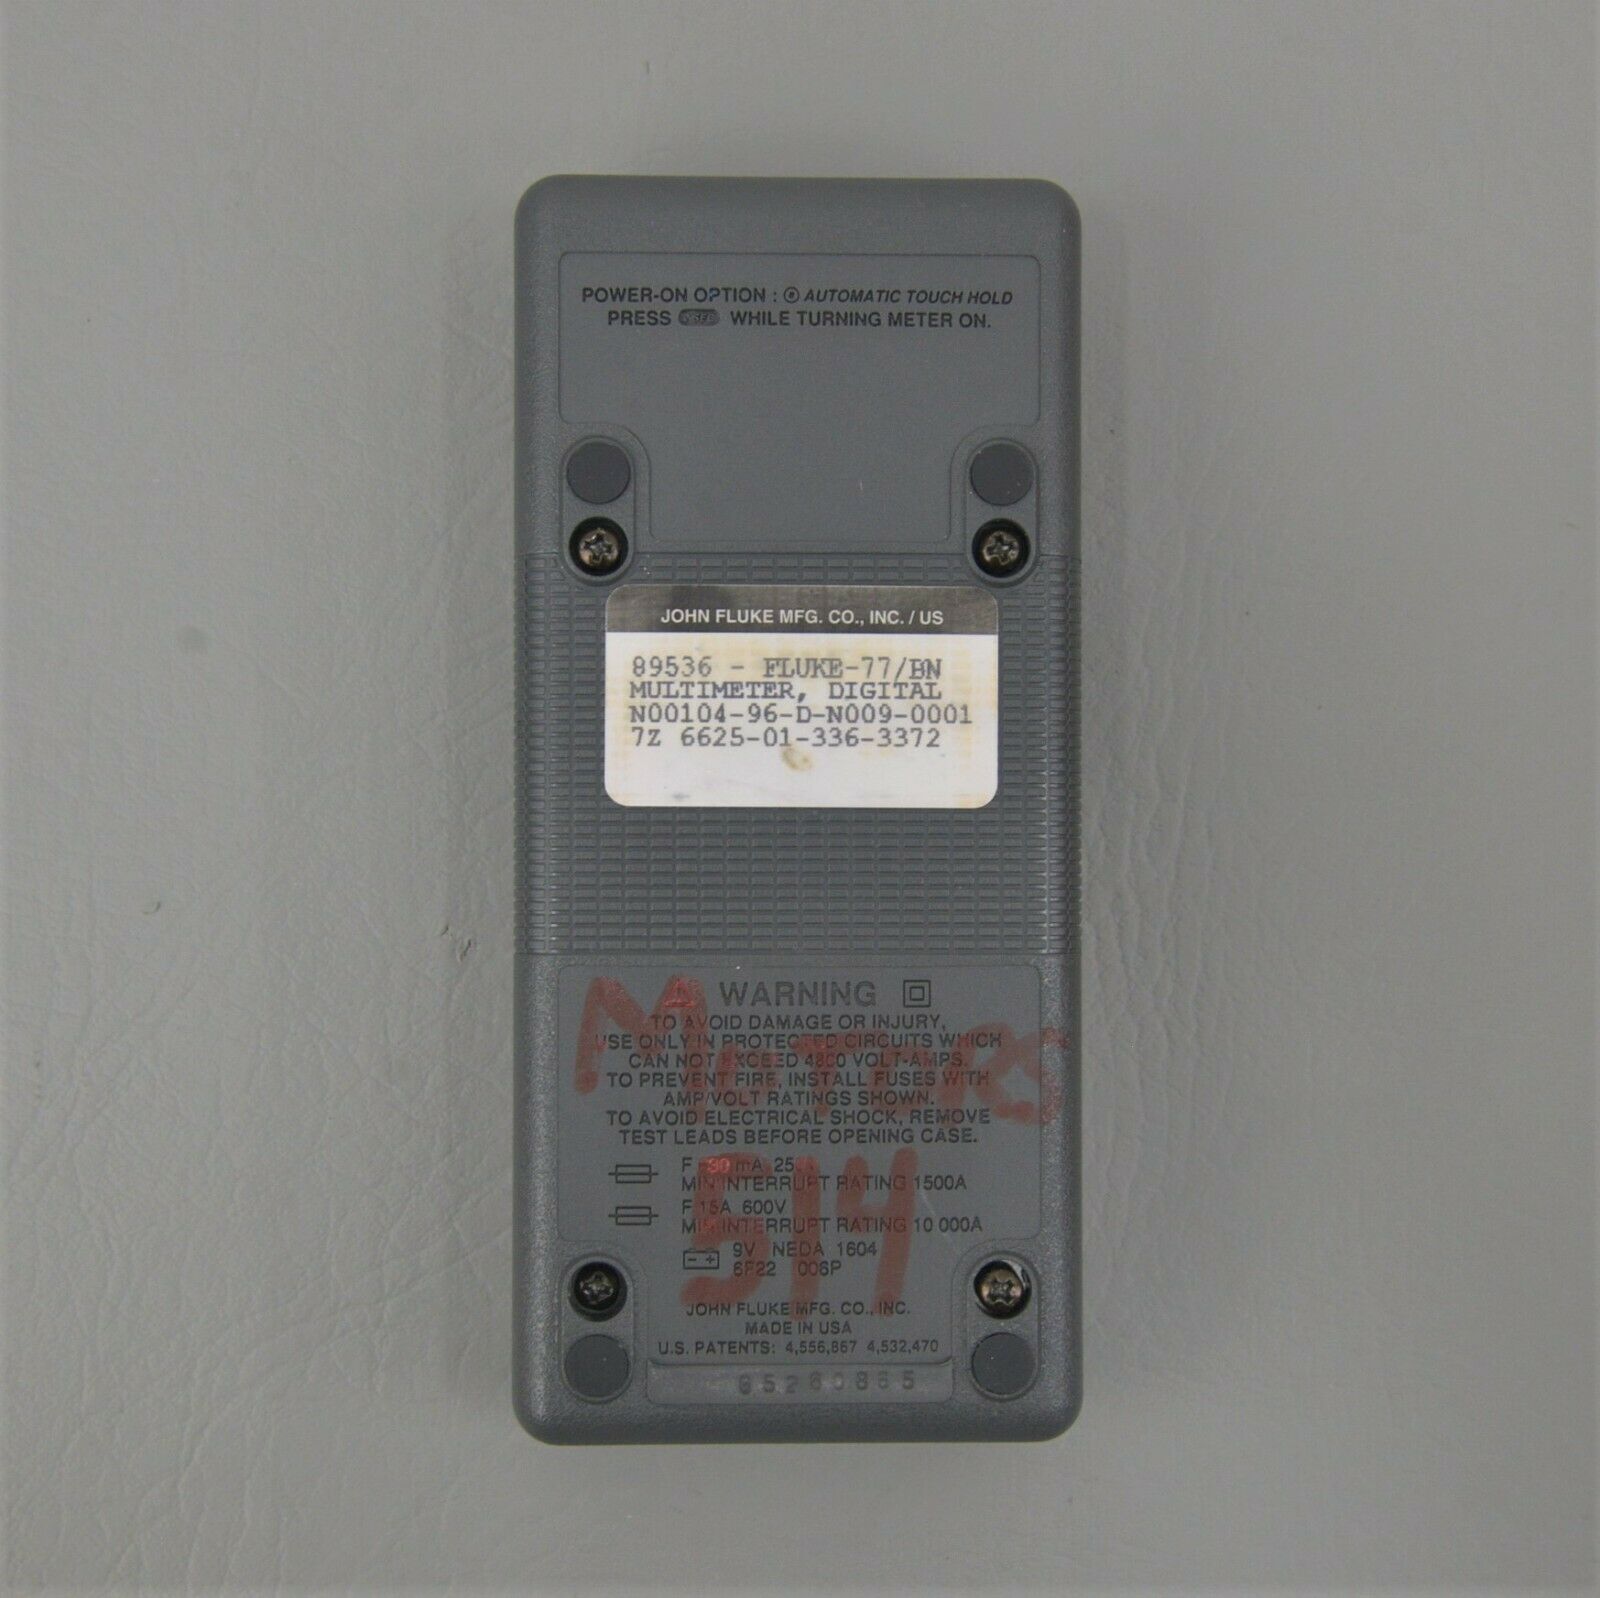 POWER-ON OPTION : AUTOMATIC TOUCH HOLD
PRESS WHILE TURNING METER ON.
JOHN FLUKE MFG. CO., INC. / US
89536 - FLUKE-77/BN
MULTIMETER, DIGITAL
N00104-96-D-N009-0001
7Z 6625-01-336-3372
WARNING
TO AVOID DAMAGE OR INJURY,
USE ONLY IN PROTECTED CIRCUITS WHICH
CAN NOT EXCEED 4800 VOLT-AMPS.
TO PREVENT FIRE, INSTALL FUSES WITH
AMP/VOLT RATINGS SHOWN.
TO AVOID ELECTRICAL SHOCK, REMOVE
TEST LEADS BEFORE OPENING CASE.
F mA
MIN INTERRUPT RATING 1500A
F 15A 600V
MIN INTERRUPT RATING 10 000A
9V NEDA 1604
6F22 006P
- +
514
JOHN FLUKE MFG. CO., INC.
MADE IN USA
U.S. PATENTS: 4,556,867 4,532,470